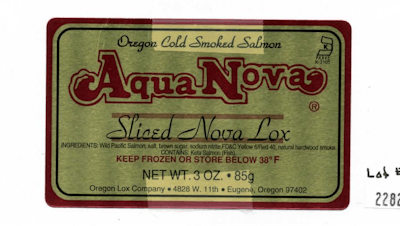 Oregon Cold Smoked Salmon
K
Aqua Nova
®
Sliced Nova Lox
INGREDIENTS: Wild Pacific Salmon, salt, brown sugar, sodium nitrite, FD&C Yellow 6/Red 40, natural hardwood smoke
CONTAINS: Keta Salmon (Fish).
KEEP FROZEN OR STORE BELOW 38° F
NET WT. 3 OZ. • 85g
Oregon Lox Company • 4828 W. 11th • Eugene, Oregon 97402
Lot #
2282